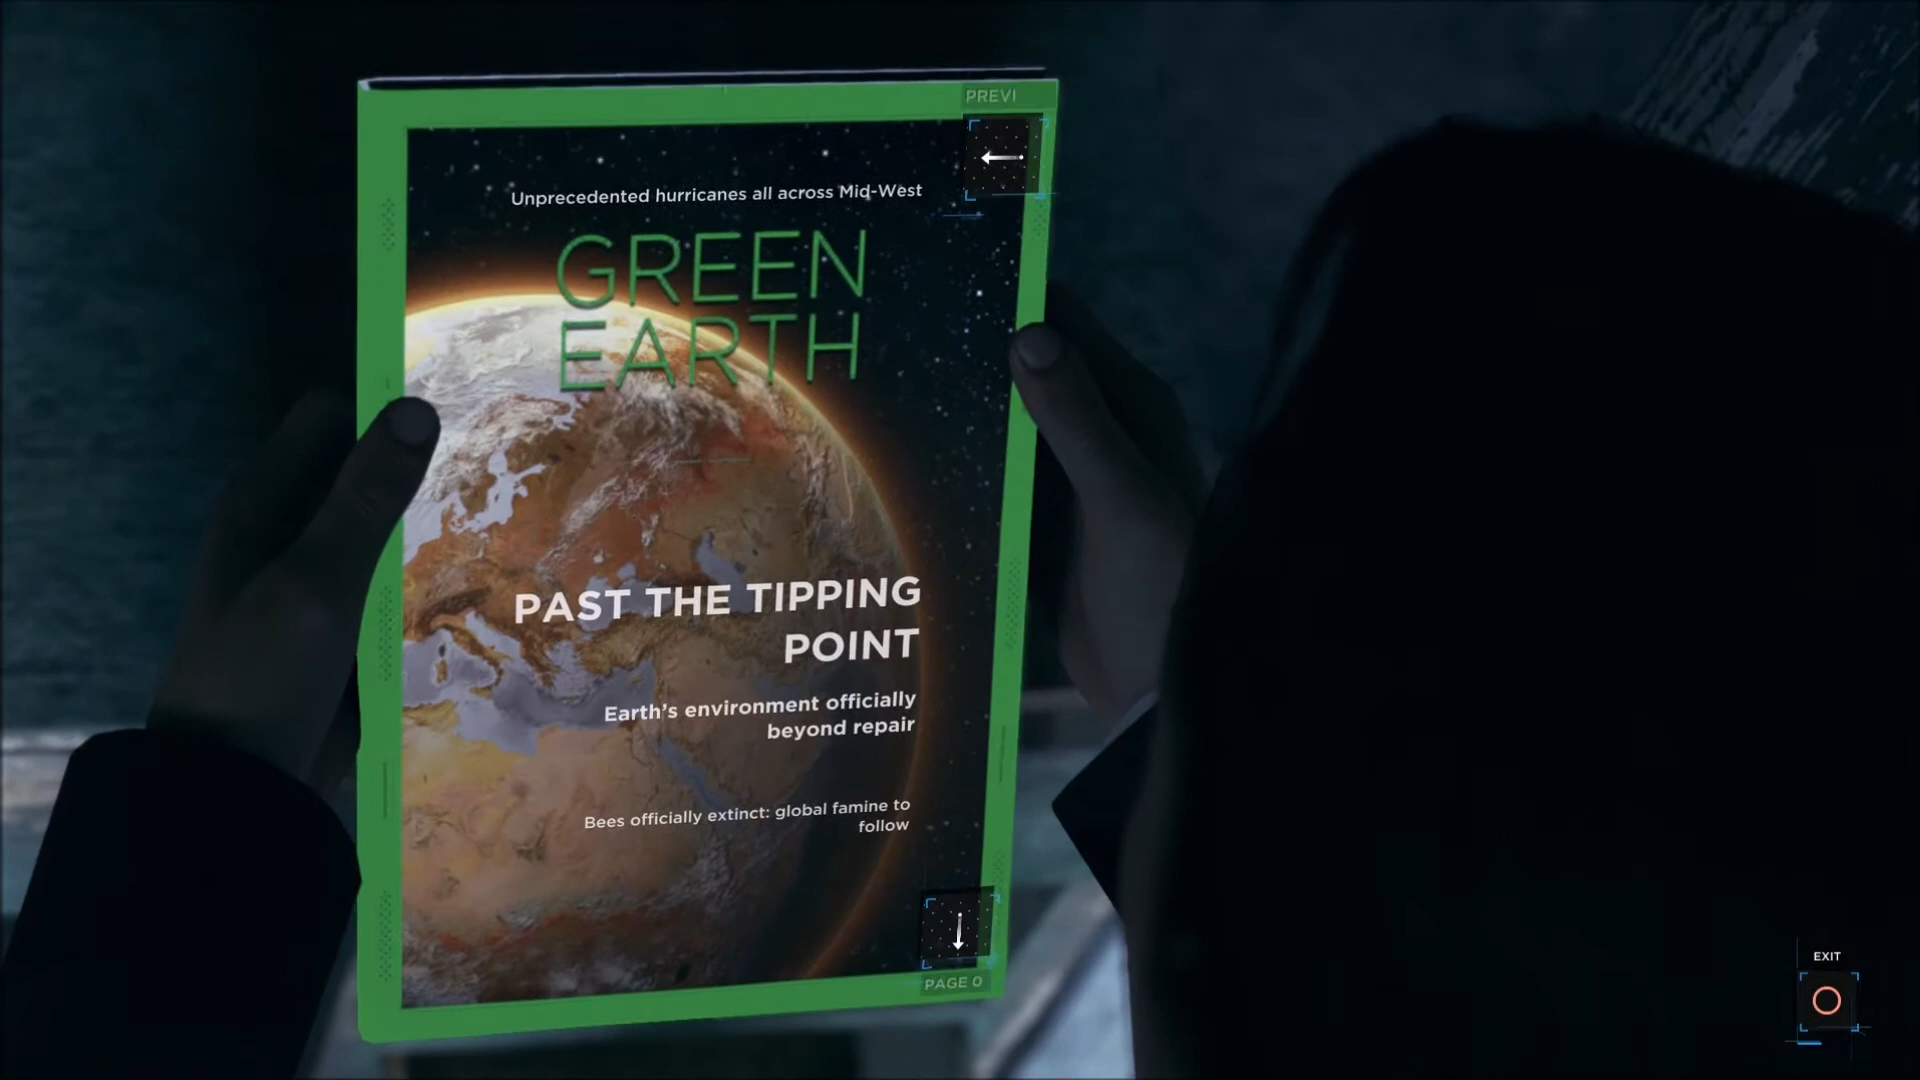 PREVI
Unprecedented hurricanes all across Mid-West
GREEN
EARTH
PAST THE TIPPING
POINT
Earth's environment officially
beyond repair
Bees officially extinct: global famine to
follow
PAGE 0
EXIT